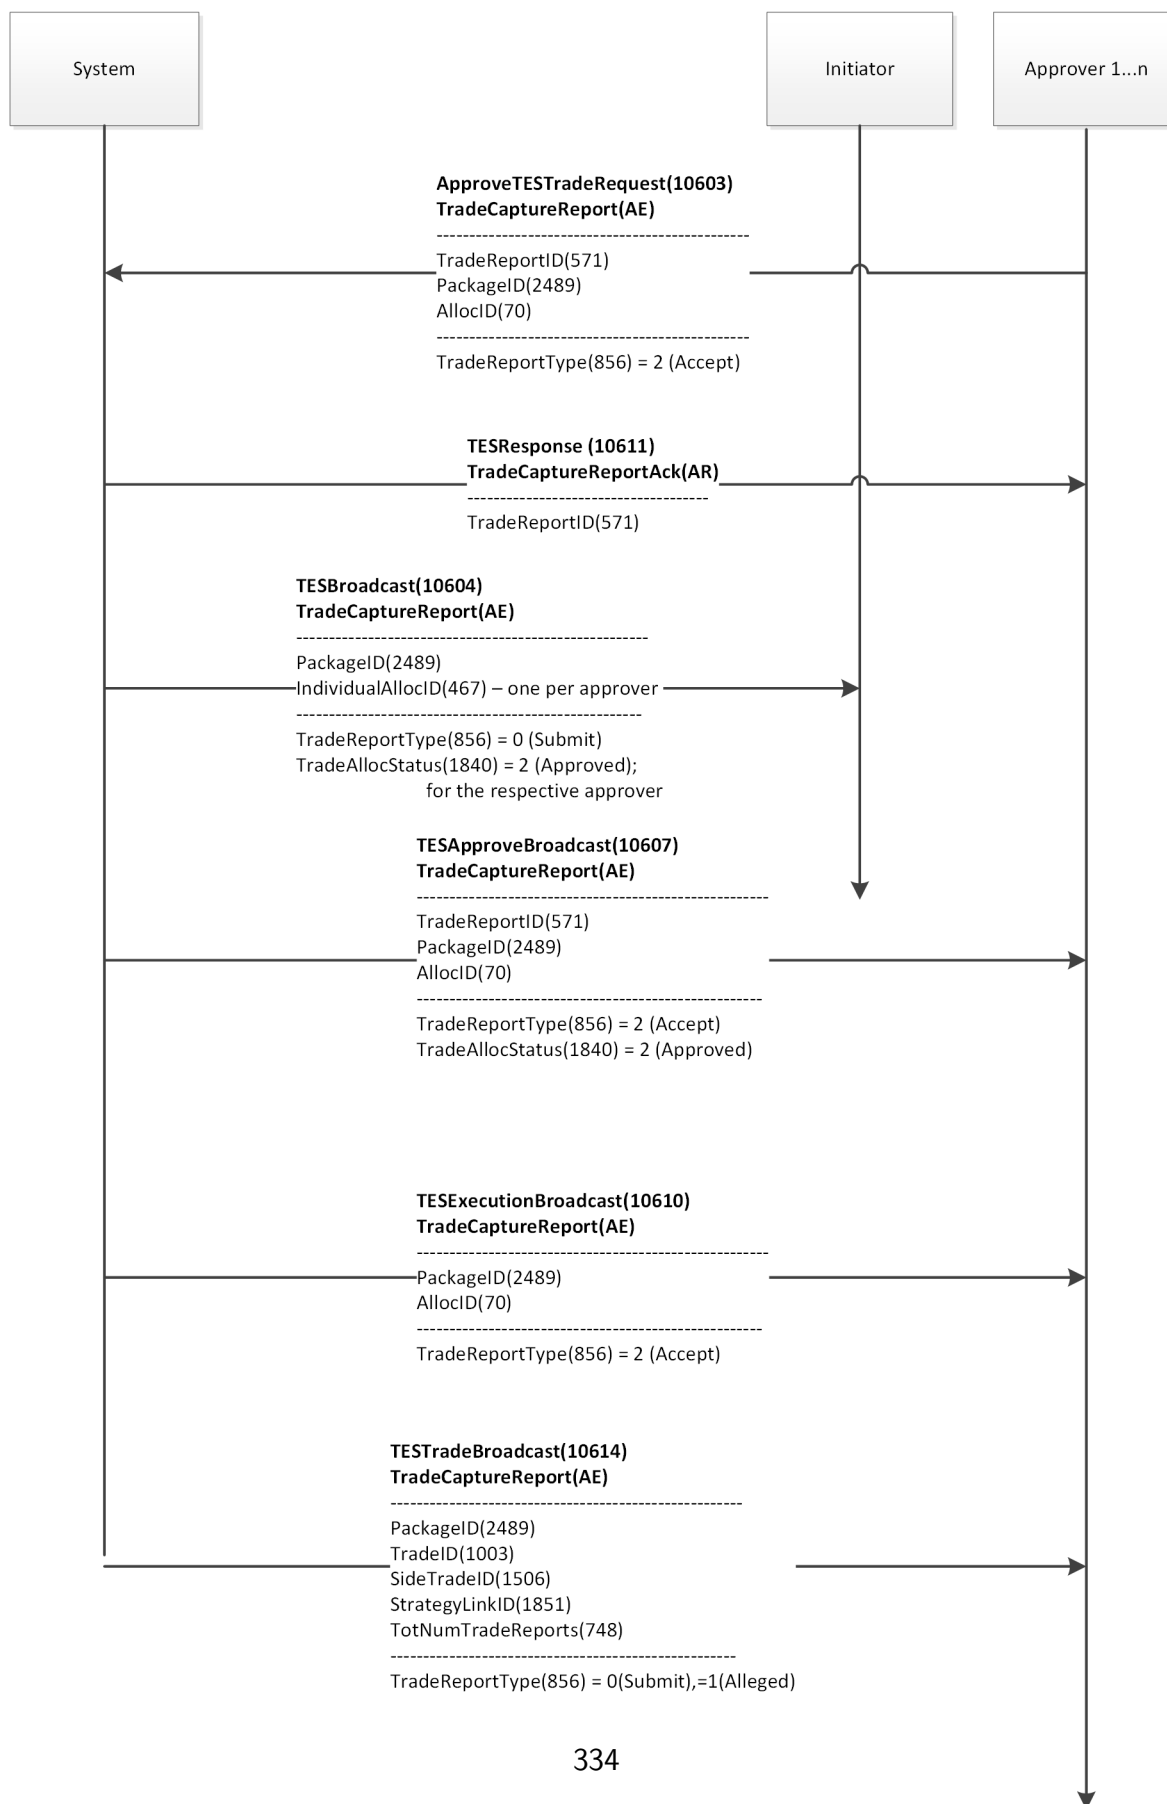 System
Initiator
Approver 1...n
ApproveTESTradeRequest(10603)
TradeCaptureReport(AE)
------------------------------------------------
TradeReportID(571)
PackageID(2489)
AllocID(70)
------------------------------------------------
TradeReportType(856) = 2 (Accept)
TESResponse (10611)
TradeCaptureReportAck(AR)
-------------------------------------
TradeReportID(571)
TESBroadcast(10604)
TradeCaptureReport(AE)
------------------------------------------------------
PackageID(2489)
IndividualAllocID(467) – one per approver
-----------------------------------------------------
TradeReportType(856) = 0 (Submit)
TradeAllocStatus(1840) = 2 (Approved);
for the respective approver
TESApproveBroadcast(10607)
TradeCaptureReport(AE)
------------------------------------------------------
TradeReportID(571)
PackageID(2489)
AllocID(70)
-----------------------------------------------------
TradeReportType(856) = 2 (Accept)
TradeAllocStatus(1840) = 2 (Approved)
TESExecutionBroadcast(10610)
TradeCaptureReport(AE)
------------------------------------------------------
PackageID(2489)
AllocID(70)
-----------------------------------------------------
TradeReportType(856) = 2 (Accept)
TESTradeBroadcast(10614)
TradeCaptureReport(AE)
------------------------------------------------------
PackageID(2489)
TradeID(1003)
SideTradeID(1506)
StrategyLinkID(1851)
TotNumTradeReports(748)
-----------------------------------------------------
TradeReportType(856) = 0(Submit),=1(Alleged)
334